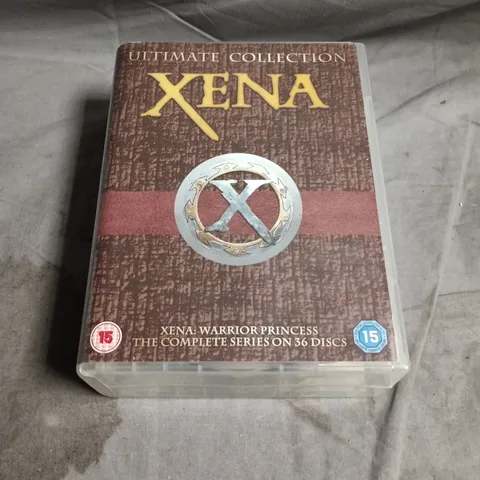 ULTIMATE COLLECTION
XENA
X
XENA: WARRIOR PRINCESS
THE COMPLETE SERIES ON 36 DISCS
15
15